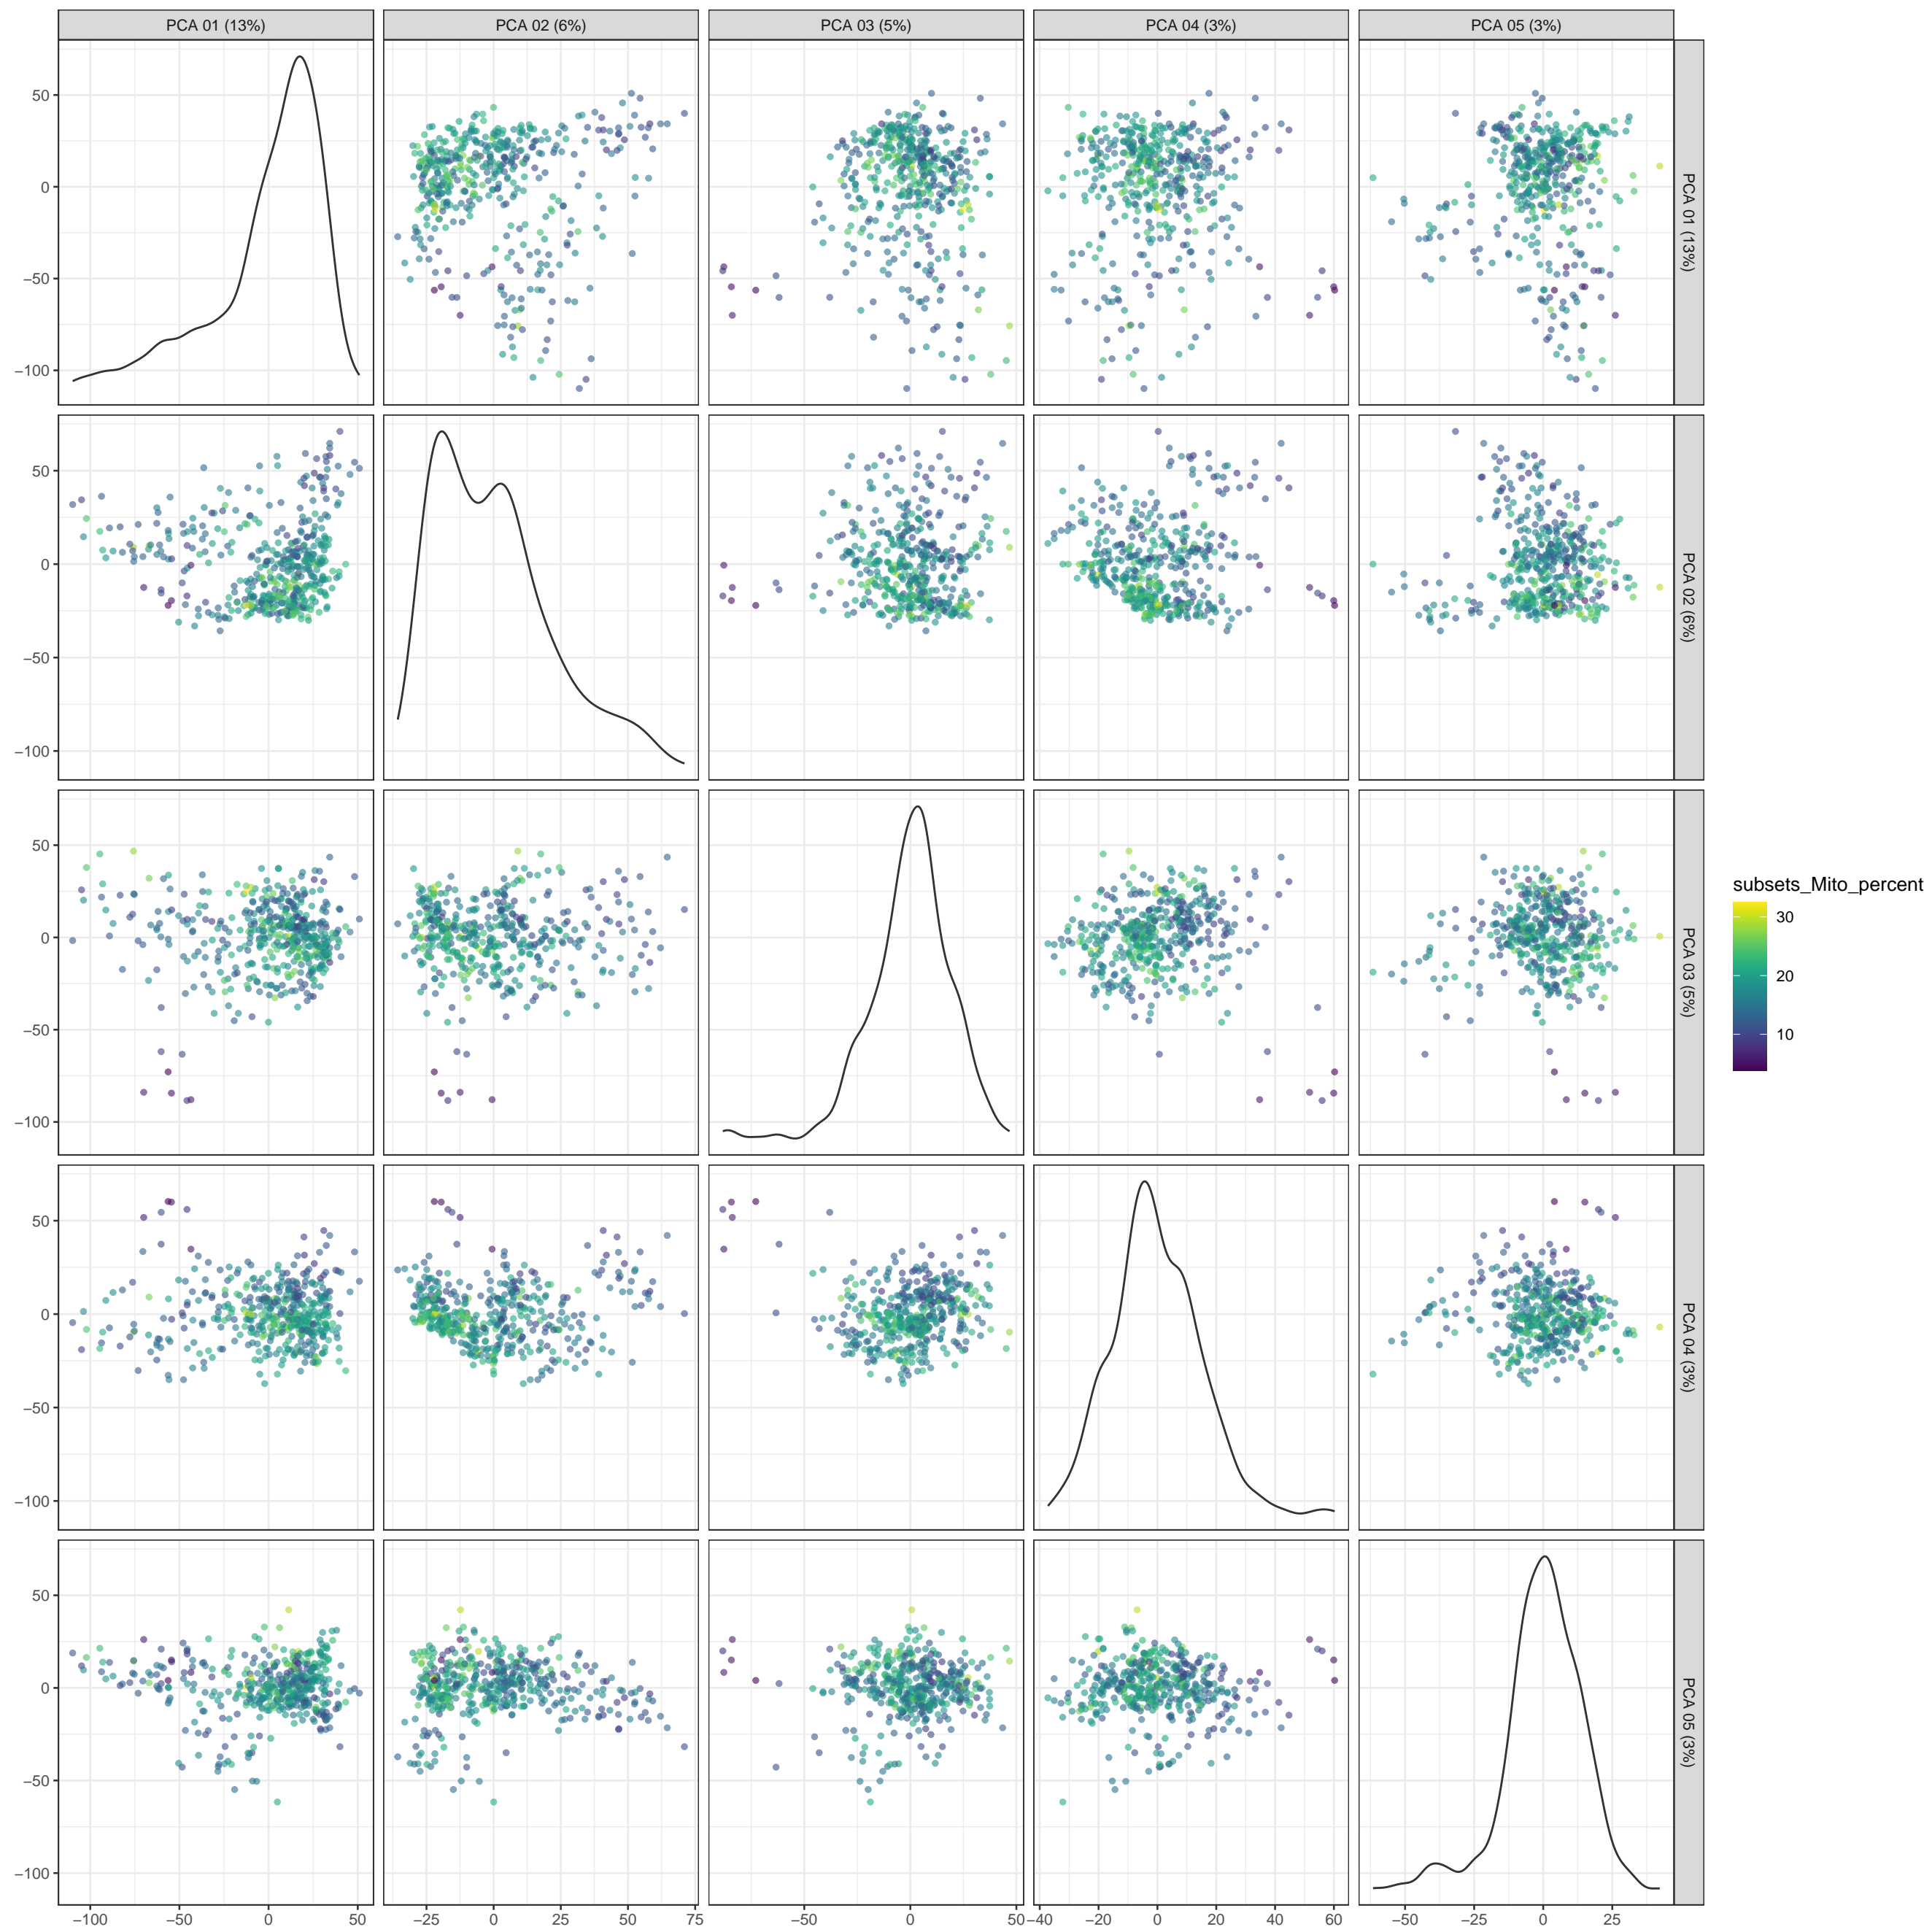 PCA 01 (13%)
PCA 02 (6%)
PCA 03 (5%)
PCA 04 (3%)
PCA 05 (3%)
50
0
−50
−100
PCA 01 (13%)
50
0
−50
−100
PCA 02 (6%)
50
0
−50
−100
PCA 03 (5%)
50
0
−50
−100
PCA 04 (3%)
50
0
−50
−100
PCA 05 (3%)
−100 −50 0 50
−25 0 25 50 75
−50 0 50
−40 −20 0 20 40 60
−50 −25 0 25
subsets_Mito_percent
30
20
10